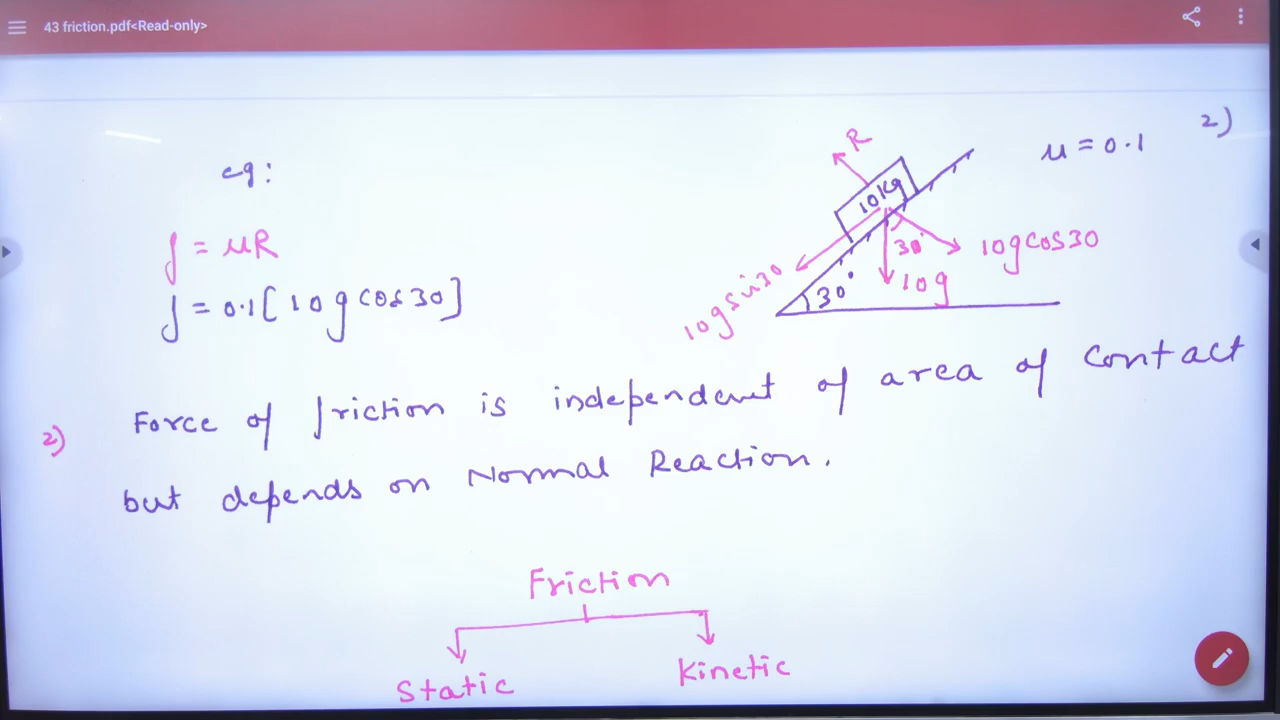 43 friction.pdf<Read-only>
2)
eg:
μ = 0.1
R
10kg
f = μR
30°
10g cos30
f = 0.1[10g cos 30]
10g sin30
30°
10g
2) Force of friction is independent of area of contact
but depends on Normal Reaction.
Friction
Static
Kinetic